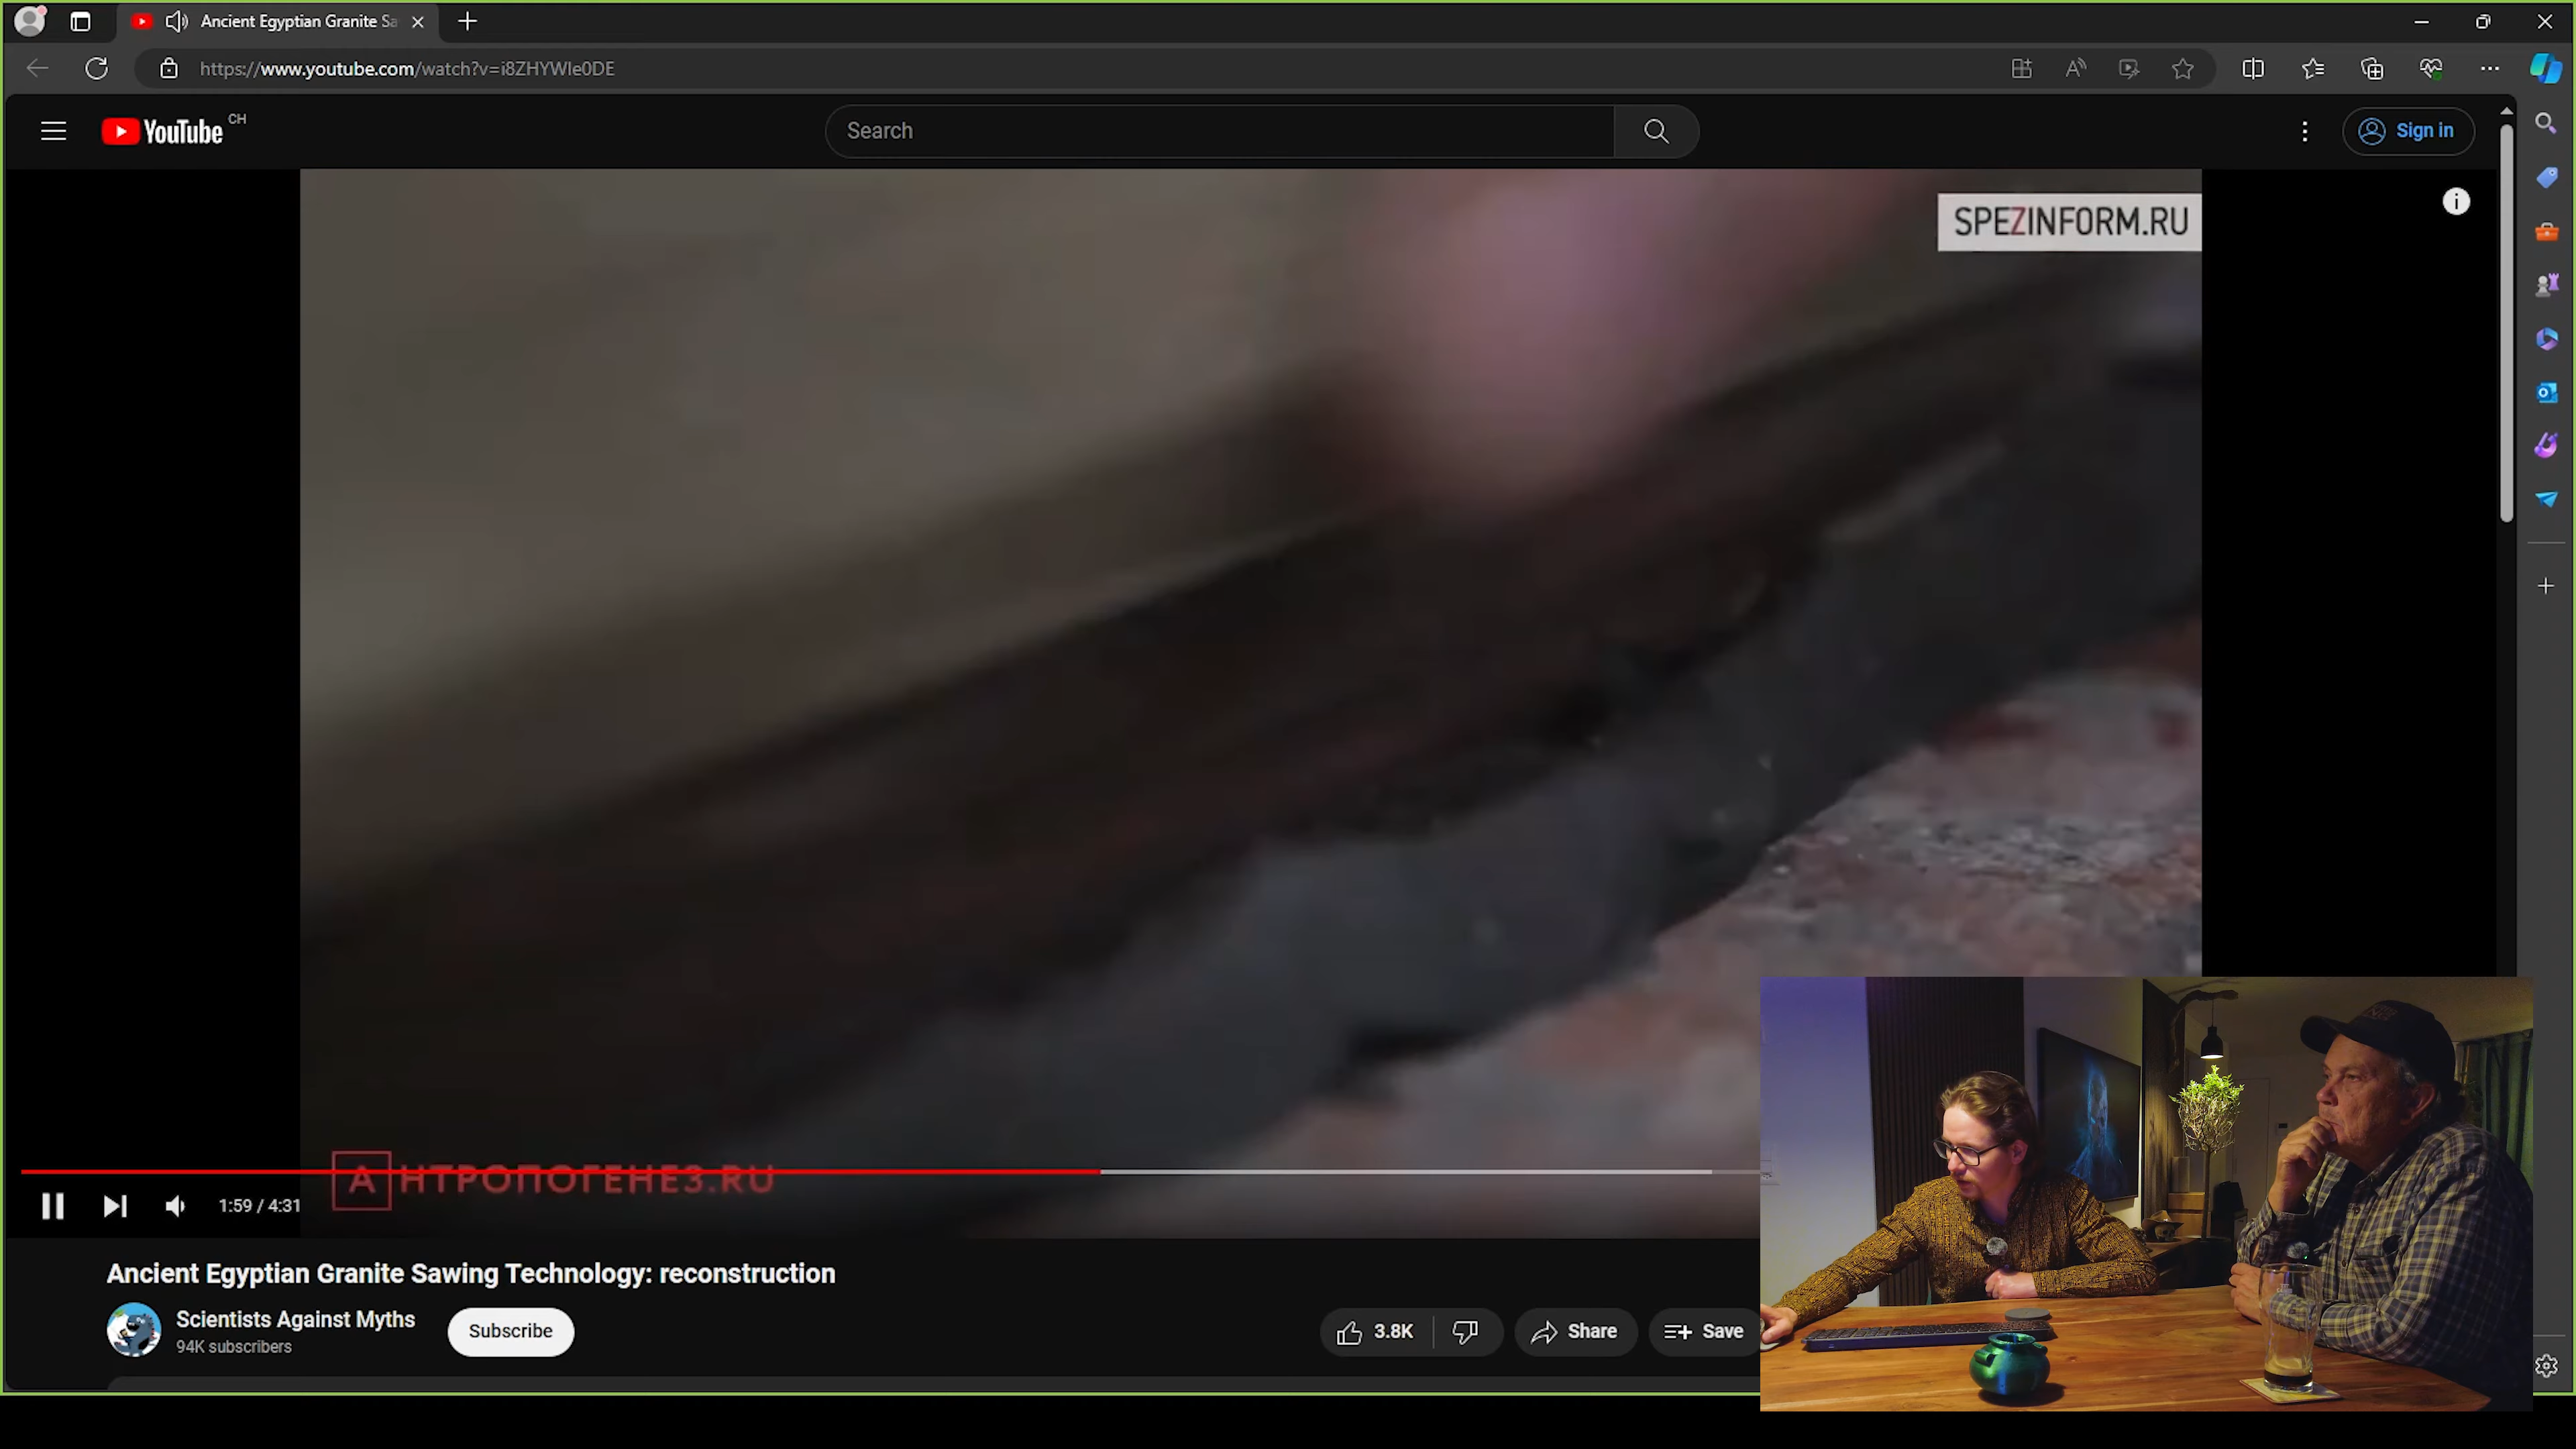 Ancient Egyptian Granite Sa
https://www.youtube.com/watch?v=i8ZHYWIe0DE
YouTube CH
Search
Sign in
SPEZINFORM.RU
АНТРОПОГЕНЕЗ.RU
1:59 / 4:31
Ancient Egyptian Granite Sawing Technology: reconstruction
Scientists Against Myths
94K subscribers
Subscribe
3.8K
Share
Save